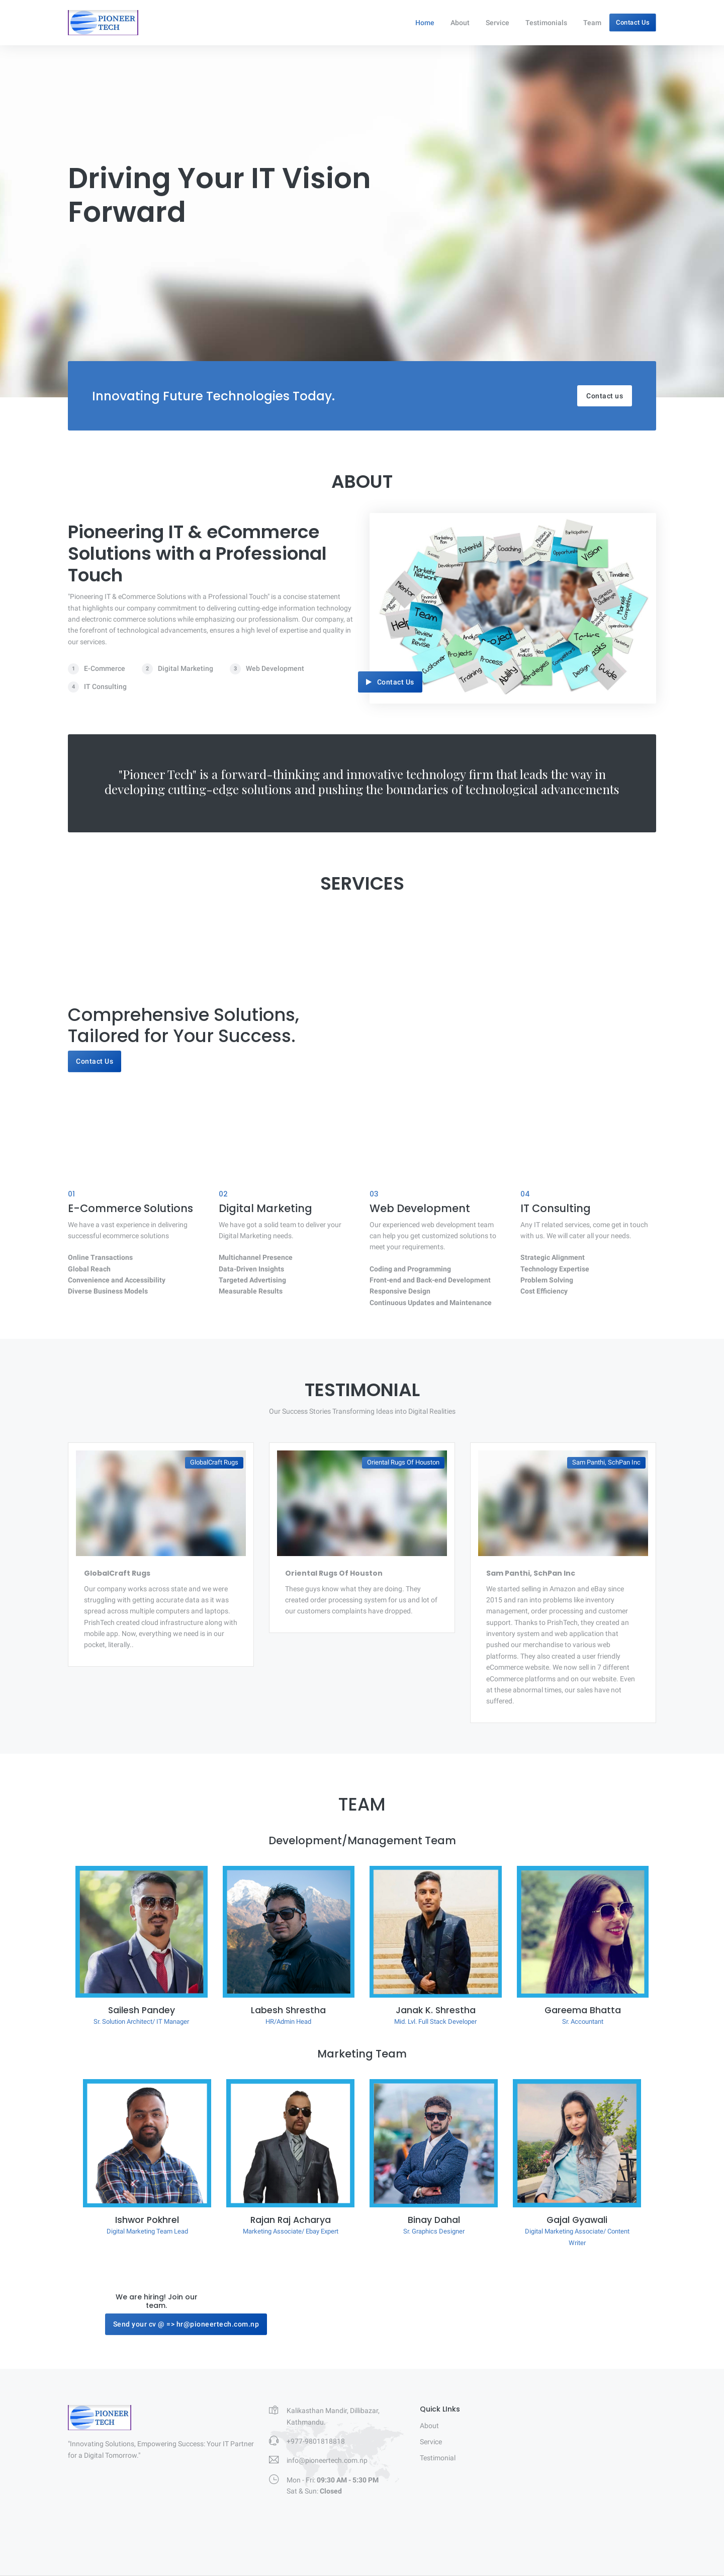 PIONEER
TECH
Home
About
Service
Testimonials
Team
Contact Us
Driving Your IT Vision
Forward
Innovating Future Technologies Today.
Contact us
ABOUT
Pioneering IT & eCommerce
Solutions with a Professional
Touch
"Pioneering IT & eCommerce Solutions with a Professional Touch" is a concise statement
that highlights our company commitment to delivering cutting-edge information technology
and electronic commerce solutions while emphasizing our professionalism. Our company, at
the forefront of technological advancements, ensures a high level of expertise and quality in
our services.
1 E-Commerce
2 Digital Marketing
3 Web Development
4 IT Consulting
Marketing
Plan
Potential
Coaching
Participation
Vision
Development
Timeline
Mentor
Team
Help
Review
and
Revise
Projects
Process
Customer
Training
Ability
Strategies
Design
Guide
Contact Us
"Pioneer Tech" is a forward-thinking and innovative technology firm that leads the way in
developing cutting-edge solutions and pushing the boundaries of technological advancements
SERVICES
Comprehensive Solutions,
Tailored for Your Success.
Contact Us
01
E-Commerce Solutions
We have a vast experience in delivering
successful ecommerce solutions
Online Transactions
Global Reach
Convenience and Accessibility
Diverse Business Models
02
Digital Marketing
We have got a solid team to deliver your
Digital Marketing needs.
Multichannel Presence
Data-Driven Insights
Targeted Advertising
Measurable Results
03
Web Development
Our experienced web development team
can help you get customized solutions to
meet your requirements.
Coding and Programming
Front-end and Back-end Development
Responsive Design
Continuous Updates and Maintenance
04
IT Consulting
Any IT related services, come get in touch
with us. We will cater all your needs.
Strategic Alignment
Technology Expertise
Problem Solving
Cost Efficiency
TESTIMONIAL
Our Success Stories Transforming Ideas into Digital Realities
GlobalCraft Rugs
GlobalCraft Rugs
Our company works across state and we were
struggling with getting accurate data as it was
spread across multiple computers and laptops.
PrishTech created cloud infrastructure along with
mobile app. Now, everything we need is in our
pocket, literally..
Oriental Rugs Of Houston
Oriental Rugs Of Houston
These guys know what they are doing. They
created order processing system for us and lot of
our customers complaints have dropped.
Sam Panthi, SchPan Inc
Sam Panthi, SchPan Inc
We started selling in Amazon and eBay since
2015 and ran into problems like inventory
management, order processing and customer
support. Thanks to PrishTech, they created an
inventory system and web application that
pushed our merchandise to various web
platforms. They also created a user friendly
eCommerce website. We now sell in 7 different
eCommerce platforms and on our website. Even
at these abnormal times, our sales have not
suffered.
TEAM
Development/Management Team
Sailesh Pandey
Sr. Solution Architect/ IT Manager
Labesh Shrestha
HR/Admin Head
Janak K. Shrestha
Mid. Lvl. Full Stack Developer
Gareema Bhatta
Sr. Accountant
Marketing Team
Ishwor Pokhrel
Digital Marketing Team Lead
Rajan Raj Acharya
Marketing Associate/ Ebay Expert
Binay Dahal
Sr. Graphics Designer
Gajal Gyawali
Digital Marketing Associate/ Content
Writer
We are hiring! Join our
team.
Send your cv @ => hr@pioneertech.com.np
PIONEER
TECH
"Innovating Solutions, Empowering Success: Your IT Partner
for a Digital Tomorrow."
Kalikasthan Mandir, Dillibazar,
Kathmandu.
+977-9801818818
info@pioneertech.com.np
Mon - Fri: 09:30 AM - 5:30 PM
Sat & Sun: Closed
Quick LInks
About
Service
Testimonial